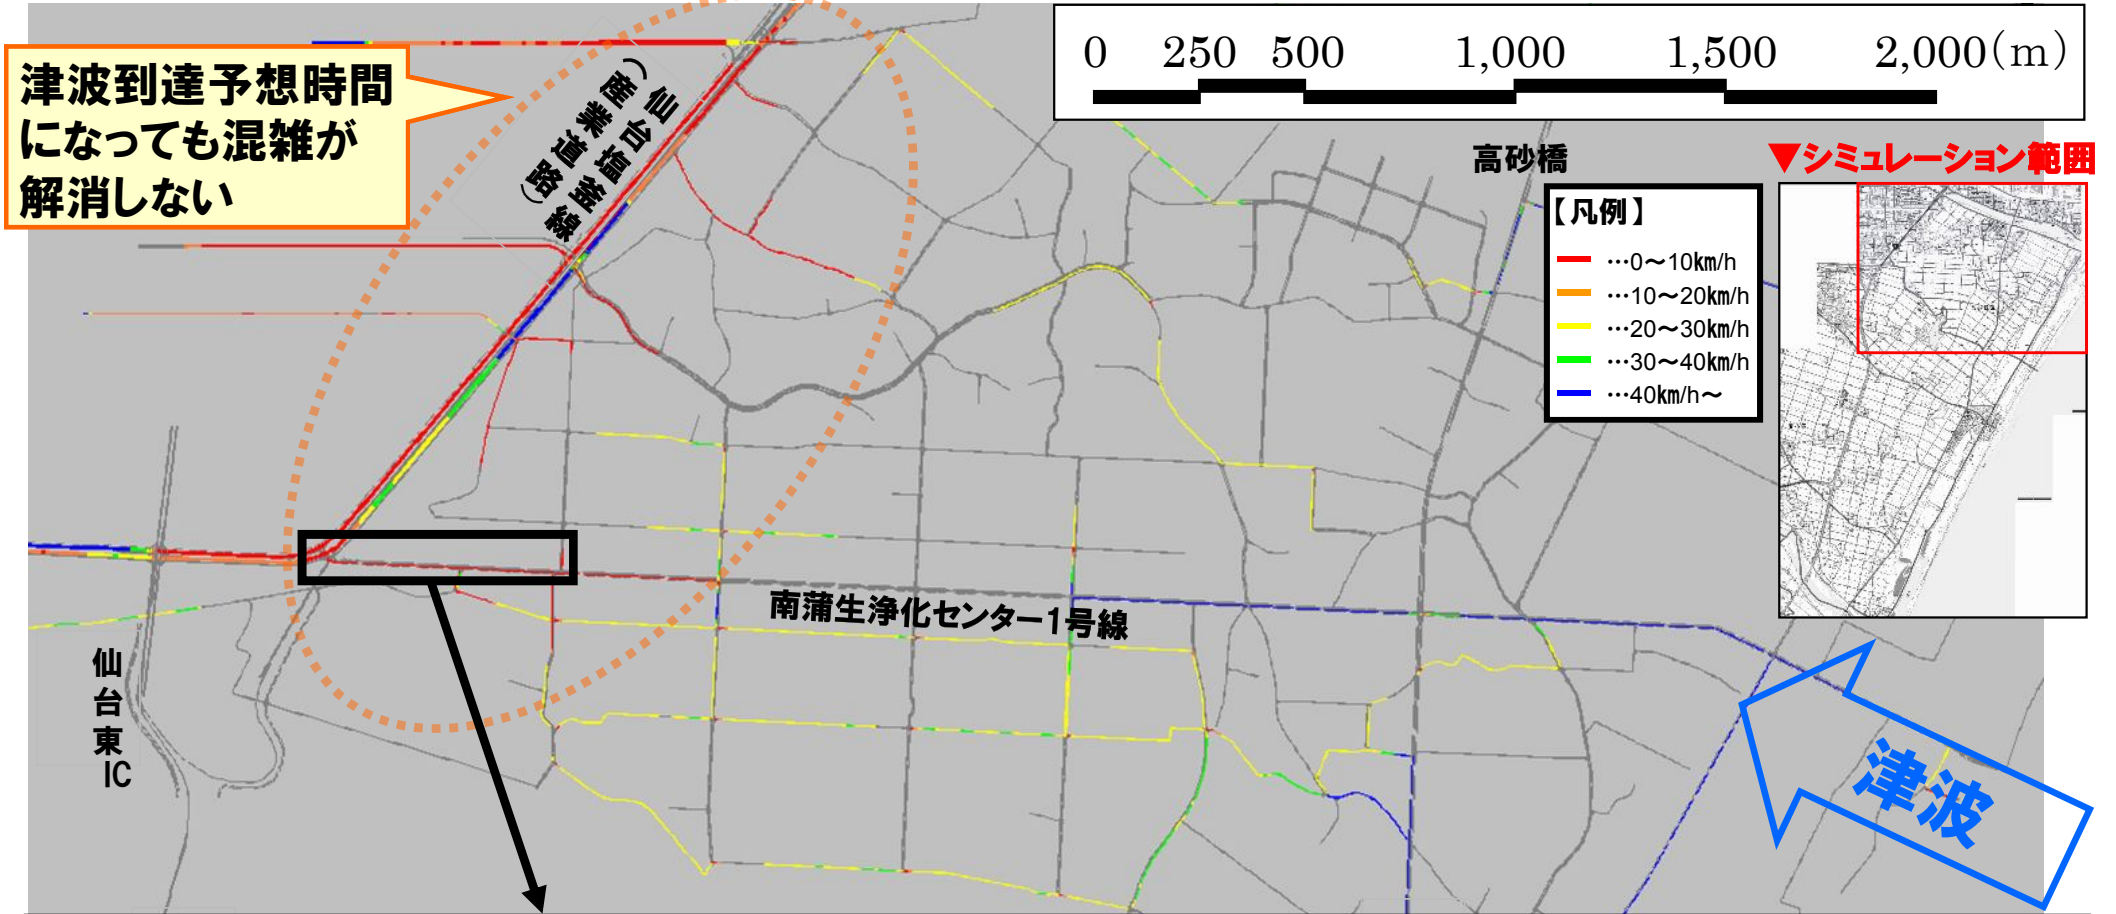 津波到達予想時間
になっても混雑が
解消しない
仙台塩釜線
（産業道路）
0 250 500 1,000 1,500 2,000(m)
高砂橋
▼シミュレーション範囲
【凡例】
…0〜10km/h
…10〜20km/h
…20〜30km/h
…30〜40km/h
…40km/h〜
南蒲生浄化センター1号線
仙台東IC
津波